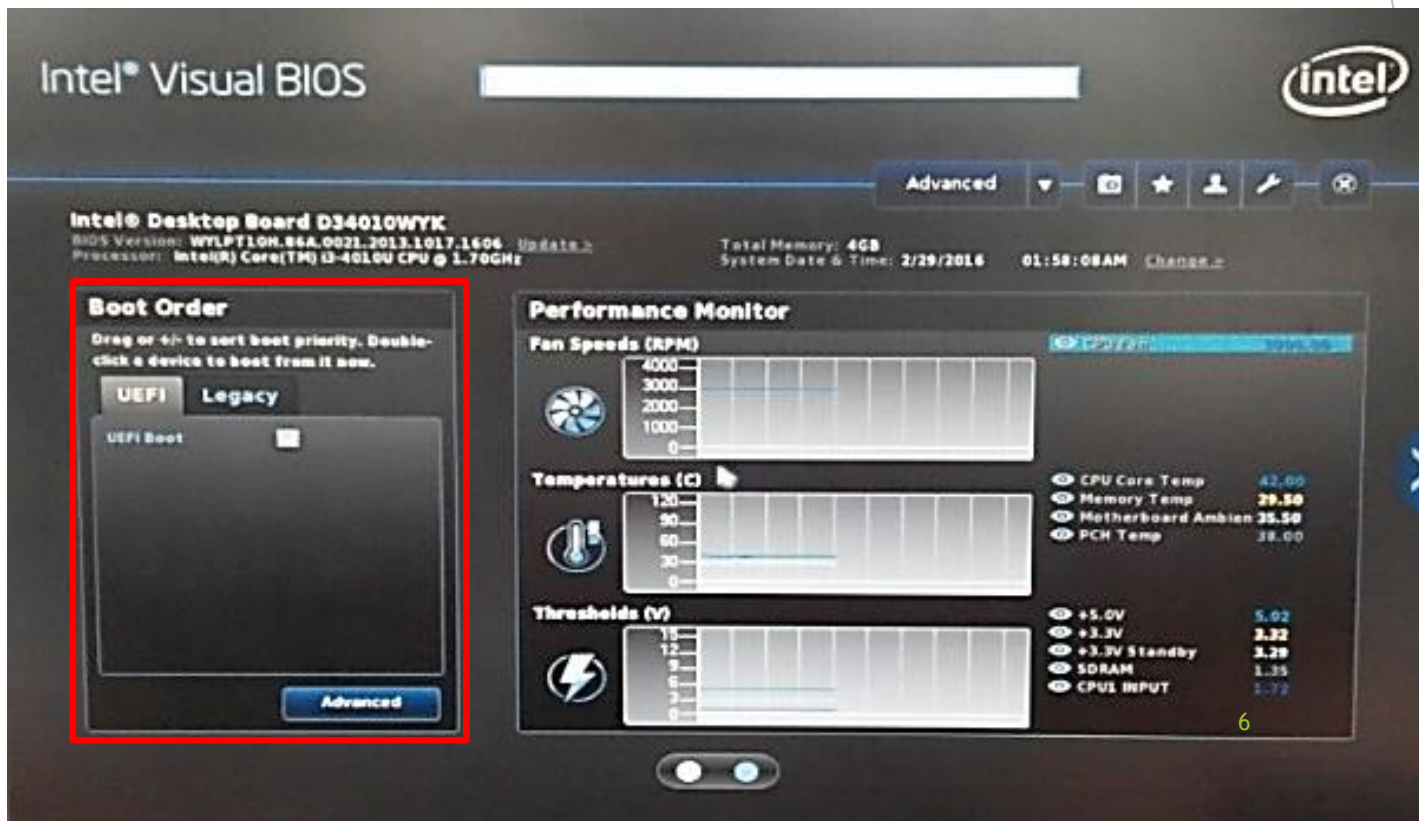 Intel® Visual BIOS
intel
Advanced
Intel® Desktop Board D34010WYK
BIOS Version: WYLPT10H.86A.0021.2013.1017.1606 Update >
Processor: Intel(R) Core(TM) i3-4010U CPU @ 1.70GHz
Total Memory: 4GB
System Date & Time: 2/29/2016 01:58:08AM Change >
Boot Order
Drag or +/- to sort boot priority. Double-
click a device to boot from it now.
UEFI Legacy
UEFI Boot
Advanced
Performance Monitor
Fan Speeds (RPM)
4000
3000
2000
1000
0
CPU Fan
Temperatures (C)
120
90
60
30
0
CPU Core Temp 42.00
Memory Temp 29.50
Motherboard Ambien 35.50
PCH Temp 38.00
Thresholds (V)
15
12
9
6
3
0
+5.0V 5.02
+3.3V 3.32
+3.3V Standby 3.29
SDRAM 1.35
CPU1 INPUT
6